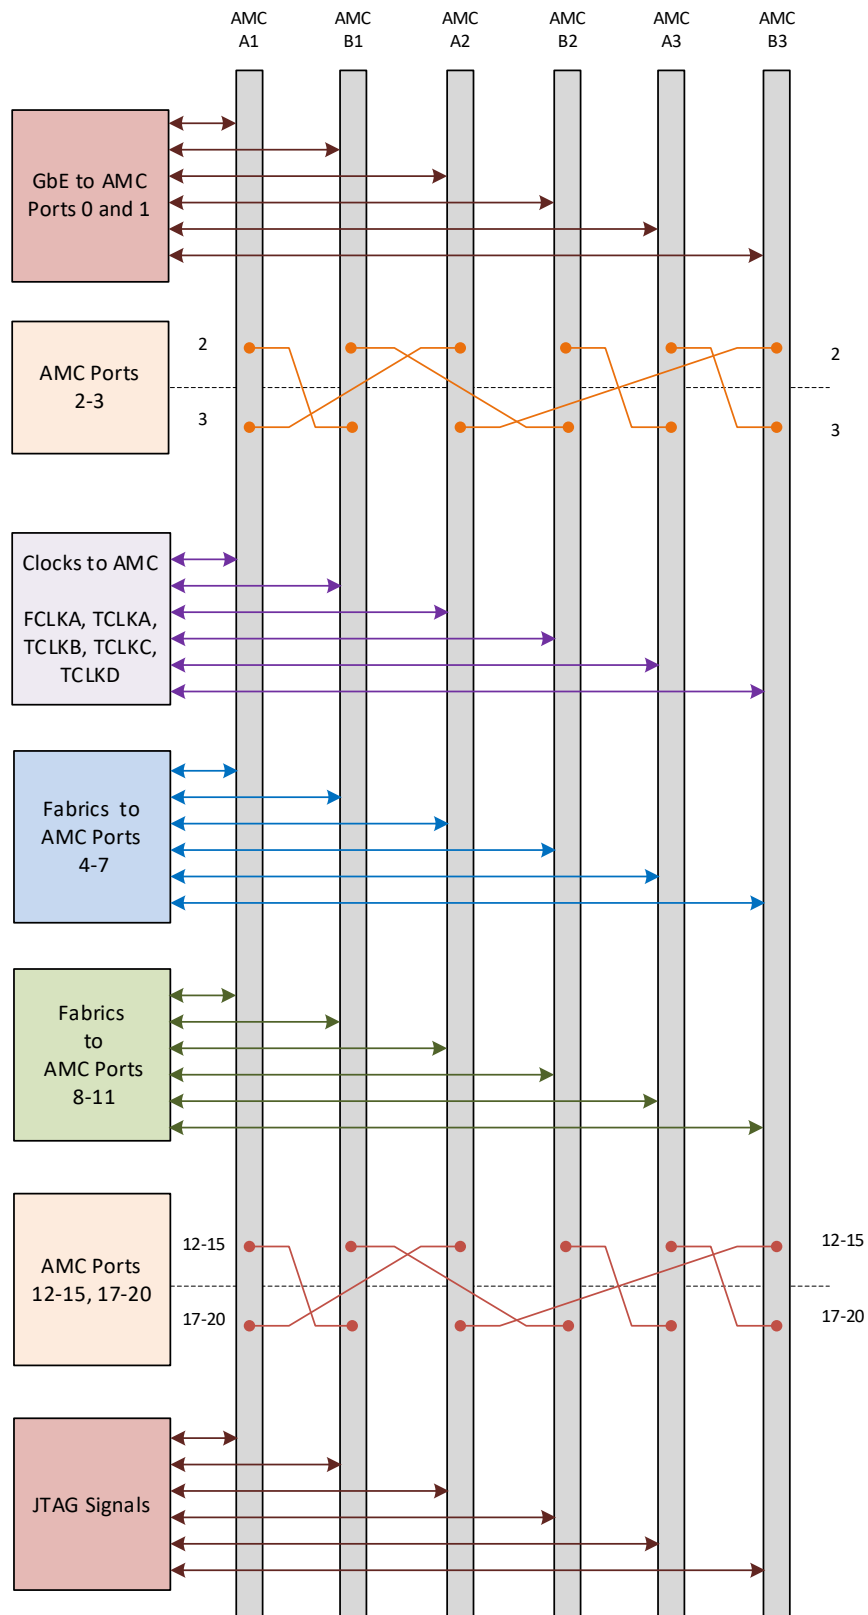 AMC
A1
AMC
B1
AMC
A2
AMC
B2
AMC
A3
AMC
B3
GbE to AMC
Ports 0 and 1
AMC Ports
2-3
2
3
2
3
Clocks to AMC
FCLKA, TCLKA,
TCLKB, TCLKC,
TCLKD
Fabrics to
AMC Ports
4-7
Fabrics
to
AMC Ports
8-11
AMC Ports
12-15, 17-20
12-15
17-20
12-15
17-20
JTAG Signals